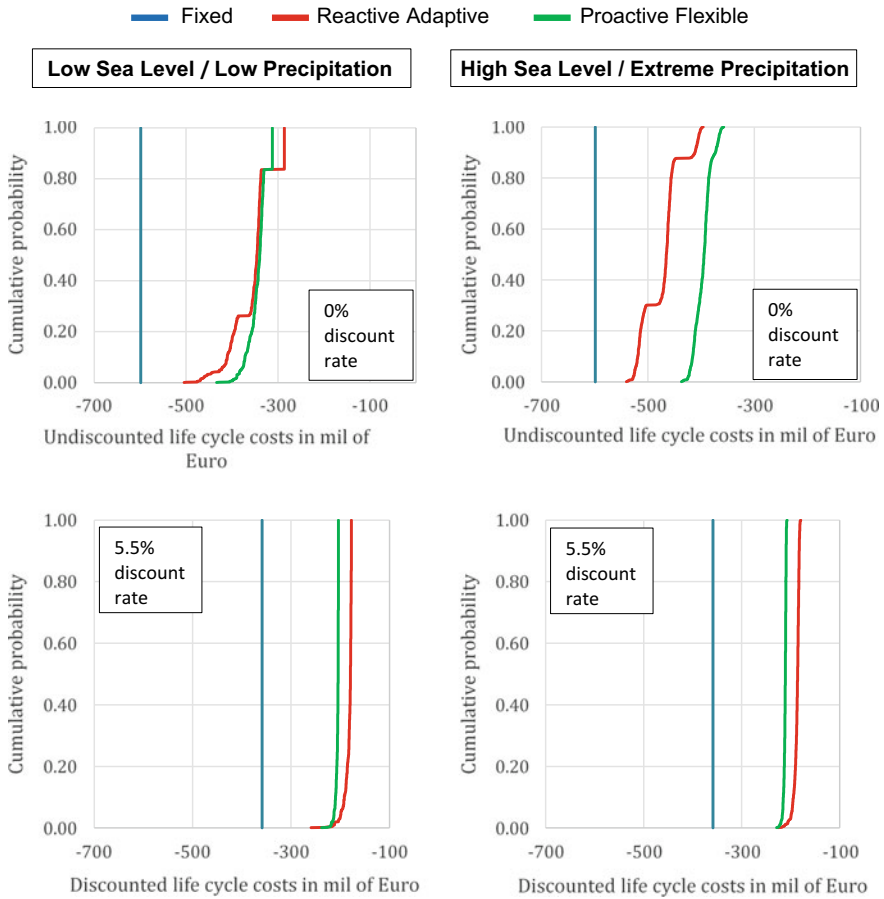 Fixed Reactive Adaptive Proactive Flexible
Low Sea Level / Low Precipitation
High Sea Level / Extreme Precipitation
Cumulative probability
1.00
0.80
0.60
0.40
0.20
0.00
0%
discount
rate
-700 -500 -300 -100
Undiscounted life cycle costs in mil of
Euro
Cumulative probability
1.00
0.80
0.60
0.40
0.20
0.00
0%
discount
rate
-700 -500 -300 -100
Undiscounted life cycle costs in mil of Euro
Cumulative probability
1.00
0.80
0.60
0.40
0.20
0.00
5.5%
discount
rate
-700 -500 -300 -100
Discounted life cycle costs in mil of Euro
Cumulative probability
1.00
0.80
0.60
0.40
0.20
0.00
5.5%
discount
rate
-700 -500 -300 -100
Discounted life cycle costs in mil of Euro